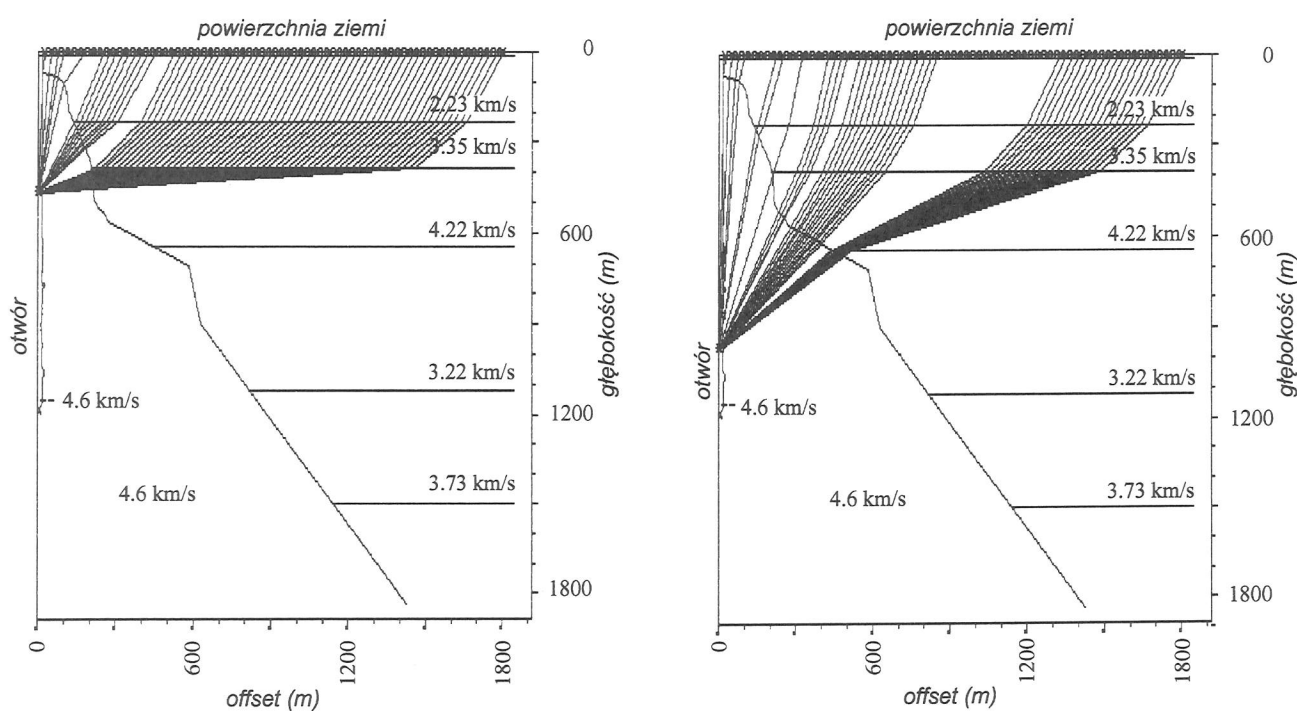 powierzchnia ziemi
0
2.23 km/s
3.35 km/s
600
4.22 km/s
głębokość (m)
otwór
3.22 km/s
4.6 km/s
1200
4.6 km/s
3.73 km/s
1800
0
600
1200
1800
offset (m)
powierzchnia ziemi
0
2.23 km/s
3.35 km/s
600
4.22 km/s
głębokość (m)
otwór
3.22 km/s
4.6 km/s
1200
4.6 km/s
3.73 km/s
1800
0
600
1200
1800
offset (m)